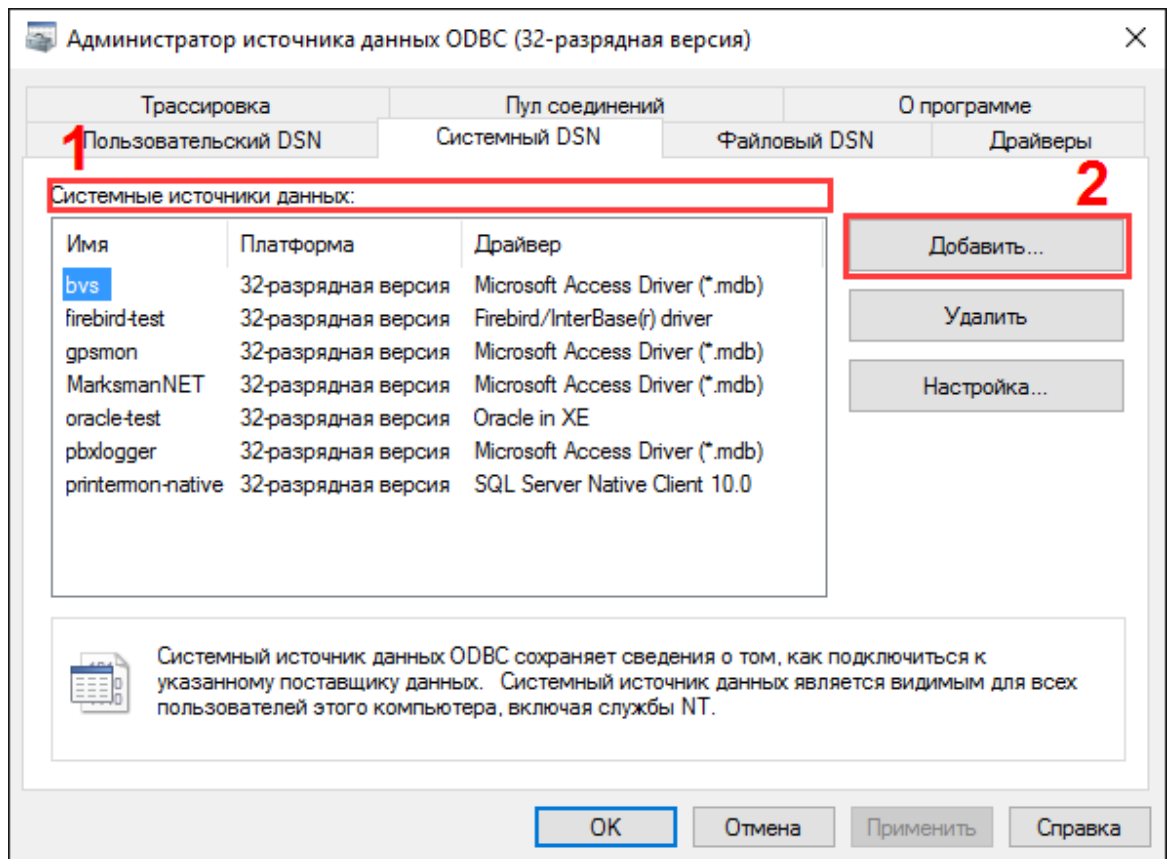 Администратор источника данных ODBC (32-разрядная версия)
Трассировка Пул соединений О программе
Пользовательский DSN Системный DSN Файловый DSN Драйверы
1
2
Системные источники данных:
Имя Платформа Драйвер
bvs 32-разрядная версия Microsoft Access Driver (*.mdb)
firebird-test 32-разрядная версия Firebird/InterBase(r) driver
gpsmon 32-разрядная версия Microsoft Access Driver (*.mdb)
MarksmanNET 32-разрядная версия Microsoft Access Driver (*.mdb)
oracle-test 32-разрядная версия Oracle in XE
pbxlogger 32-разрядная версия Microsoft Access Driver (*.mdb)
printermon-native 32-разрядная версия SQL Server Native Client 10.0
Добавить...
Удалить
Настройка...
Системный источник данных ODBC сохраняет сведения о том, как подключиться к
указанному поставщику данных. Системный источник данных является видимым для всех
пользователей этого компьютера, включая службы NT.
OK Отмена Применить Справка